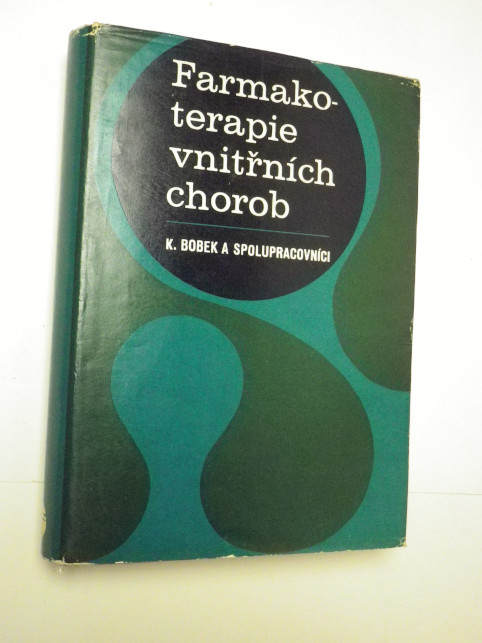 Farmako-
terapie
vnitřních
chorob
K. BOBEK A SPOLUPRACOVNÍCI